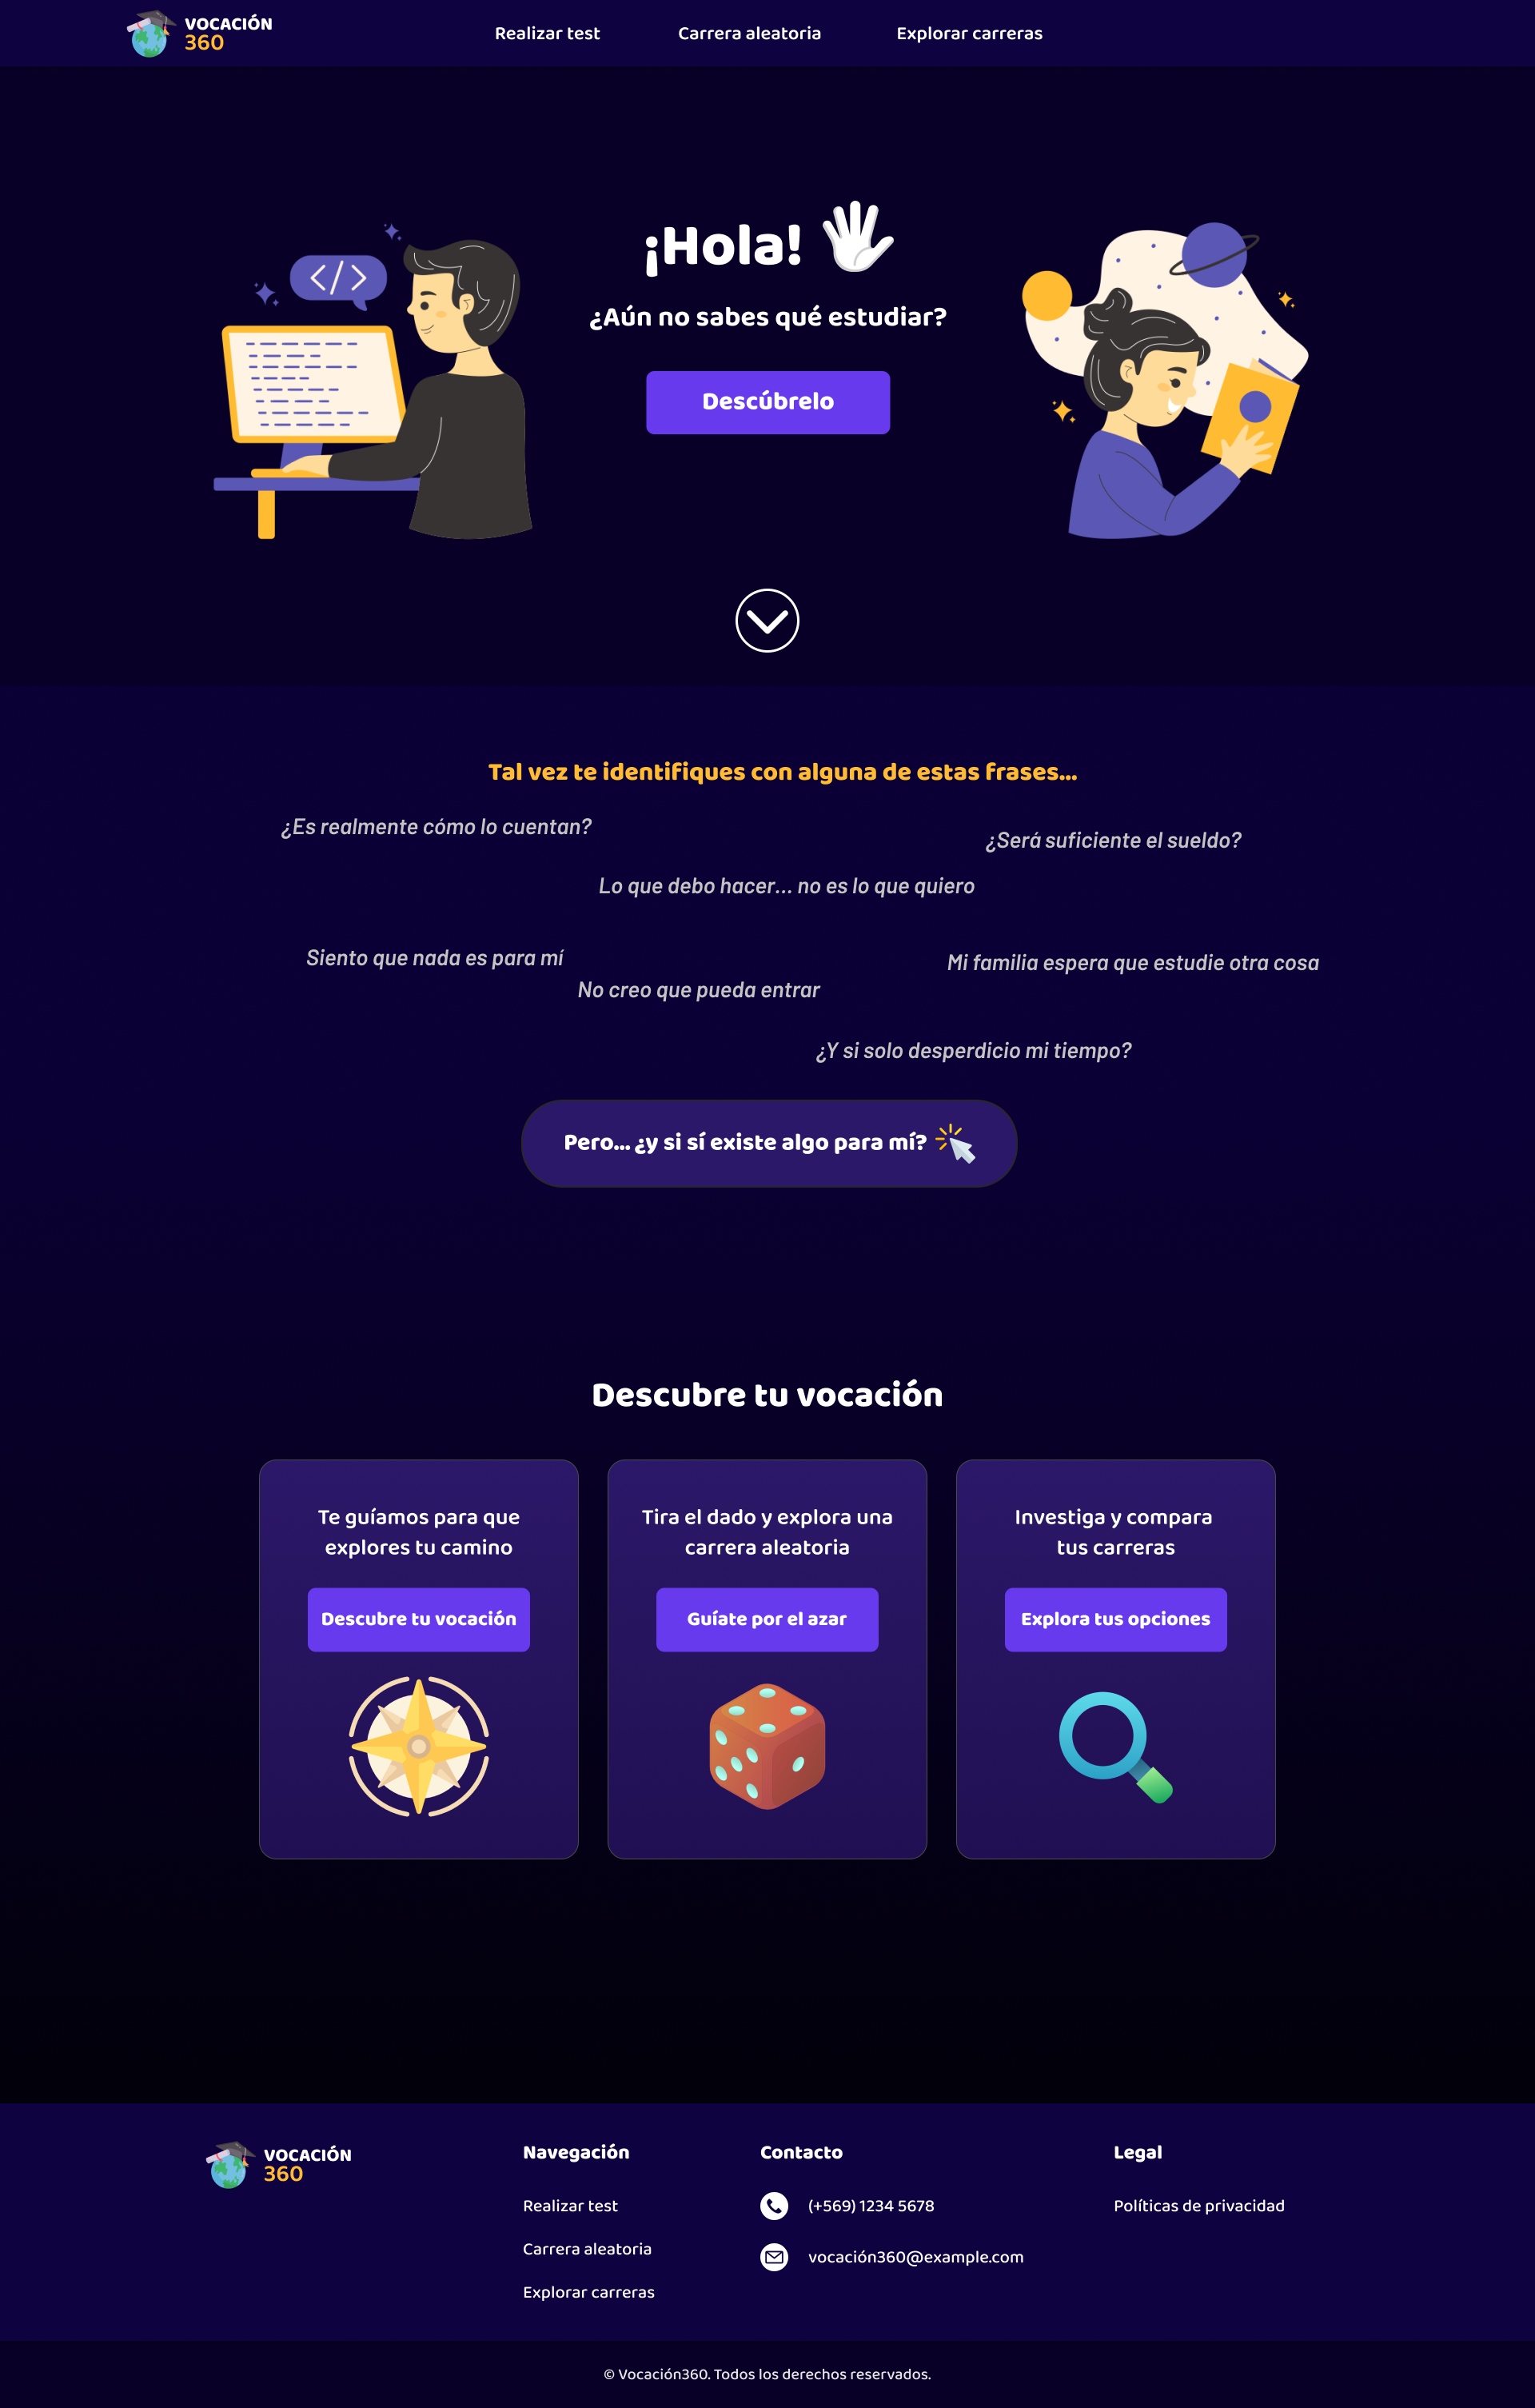 VOCACIÓN
360
Realizar test
Carrera aleatoria
Explorar carreras
¡Hola!
</>
¿Aún no sabes qué estudiar?
Descúbrelo
Tal vez te identifiques con alguna de estas frases...
¿Es realmente cómo lo cuentan?
¿Será suficiente el sueldo?
Lo que debo hacer... no es lo que quiero
Siento que nada es para mí
Mi familia espera que estudie otra cosa
No creo que pueda entrar
¿Y si solo desperdicio mi tiempo?
Pero... ¿y si sí existe algo para mí?
Descubre tu vocación
Te guíamos para que
explores tu camino
Descubre tu vocación
Tira el dado y explora una
carrera aleatoria
Guíate por el azar
Investiga y compara
tus carreras
Explora tus opciones
VOCACIÓN
360
Navegación
Realizar test
Carrera aleatoria
Explorar carreras
Contacto
(+569) 1234 5678
vocación360@example.com
Legal
Políticas de privacidad
© Vocación360. Todos los derechos reservados.